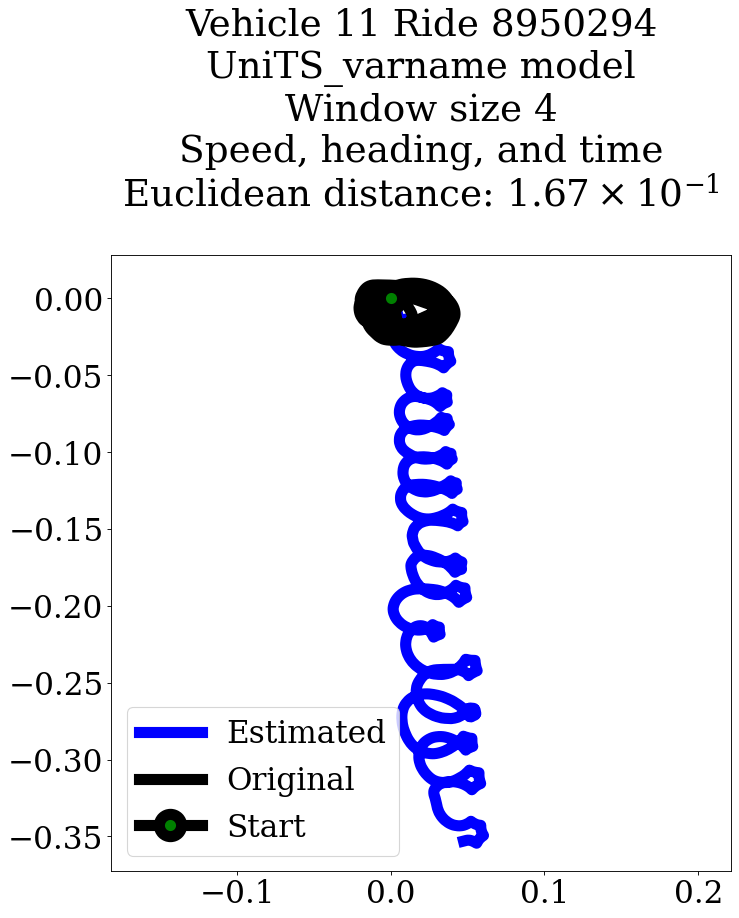 Vehicle 11 Ride 8950294
UniTS_varname model
Window size 4
Speed, heading, and time
Euclidean distance: 1.67 × 10⁻¹
0.00
−0.05
−0.10
−0.15
−0.20
−0.25
−0.30
−0.35
Estimated
Original
Start
−0.1
0.0
0.1
0.2